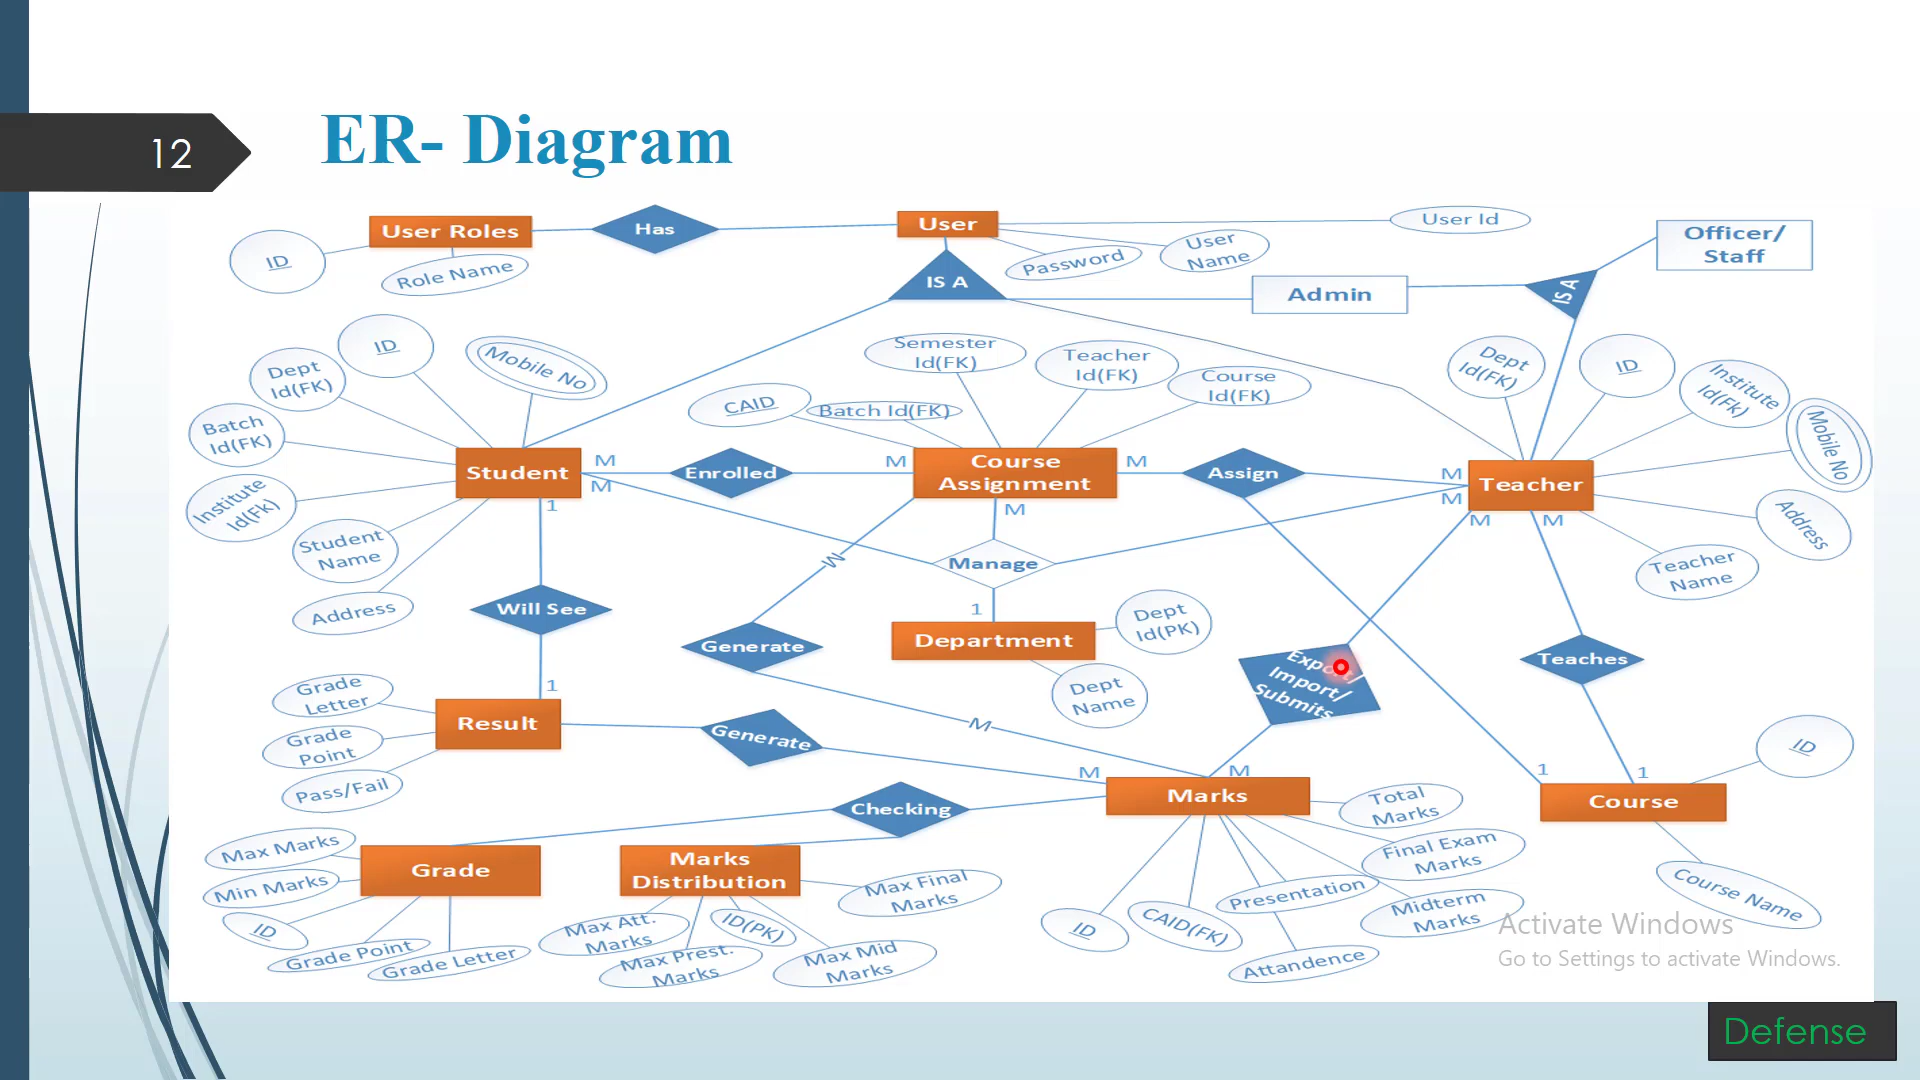 12
ER- Diagram
User Roles
Has
User
User Id
Officer/
Staff
ID
Role Name
Password
User
Name
IS A
Admin
IS A
ID
Mobile No
Dept
Id(FK)
Batch
Id(FK)
Institute
Id(Fk)
Student
Name
Address
Semester
Id(FK)
Teacher
Id(FK)
Course
Id(FK)
CAID
Batch Id(FK)
Dept
Id(FK)
ID
Institute
Id(Fk)
Mobile No
Address
Teacher
Name
Student
M
M
Enrolled
M
Course
Assignment
M
Assign
M
M
Teacher
1
M
M
M
M
Manage
Will See
1
Generate
Department
Dept
Id(PK)
Dept
Name
Export/
Import/
Submits
Teaches
1
Grade
Letter
Grade
Point
Pass/Fail
Result
Generate
M
M
M
1
1
ID
Checking
Marks
Total
Marks
Final Exam
Marks
Midterm
Marks
Presentation
Attandence
CAID(FK)
ID
Course
Course Name
Max Marks
Min Marks
ID
Grade Point
Grade Letter
Grade
Marks
Distribution
Max Final
Marks
Max Att.
Marks
ID(PK)
Max Prest.
Marks
Max Mid
Marks
Activate Windows
Go to Settings to activate Windows.
Defense